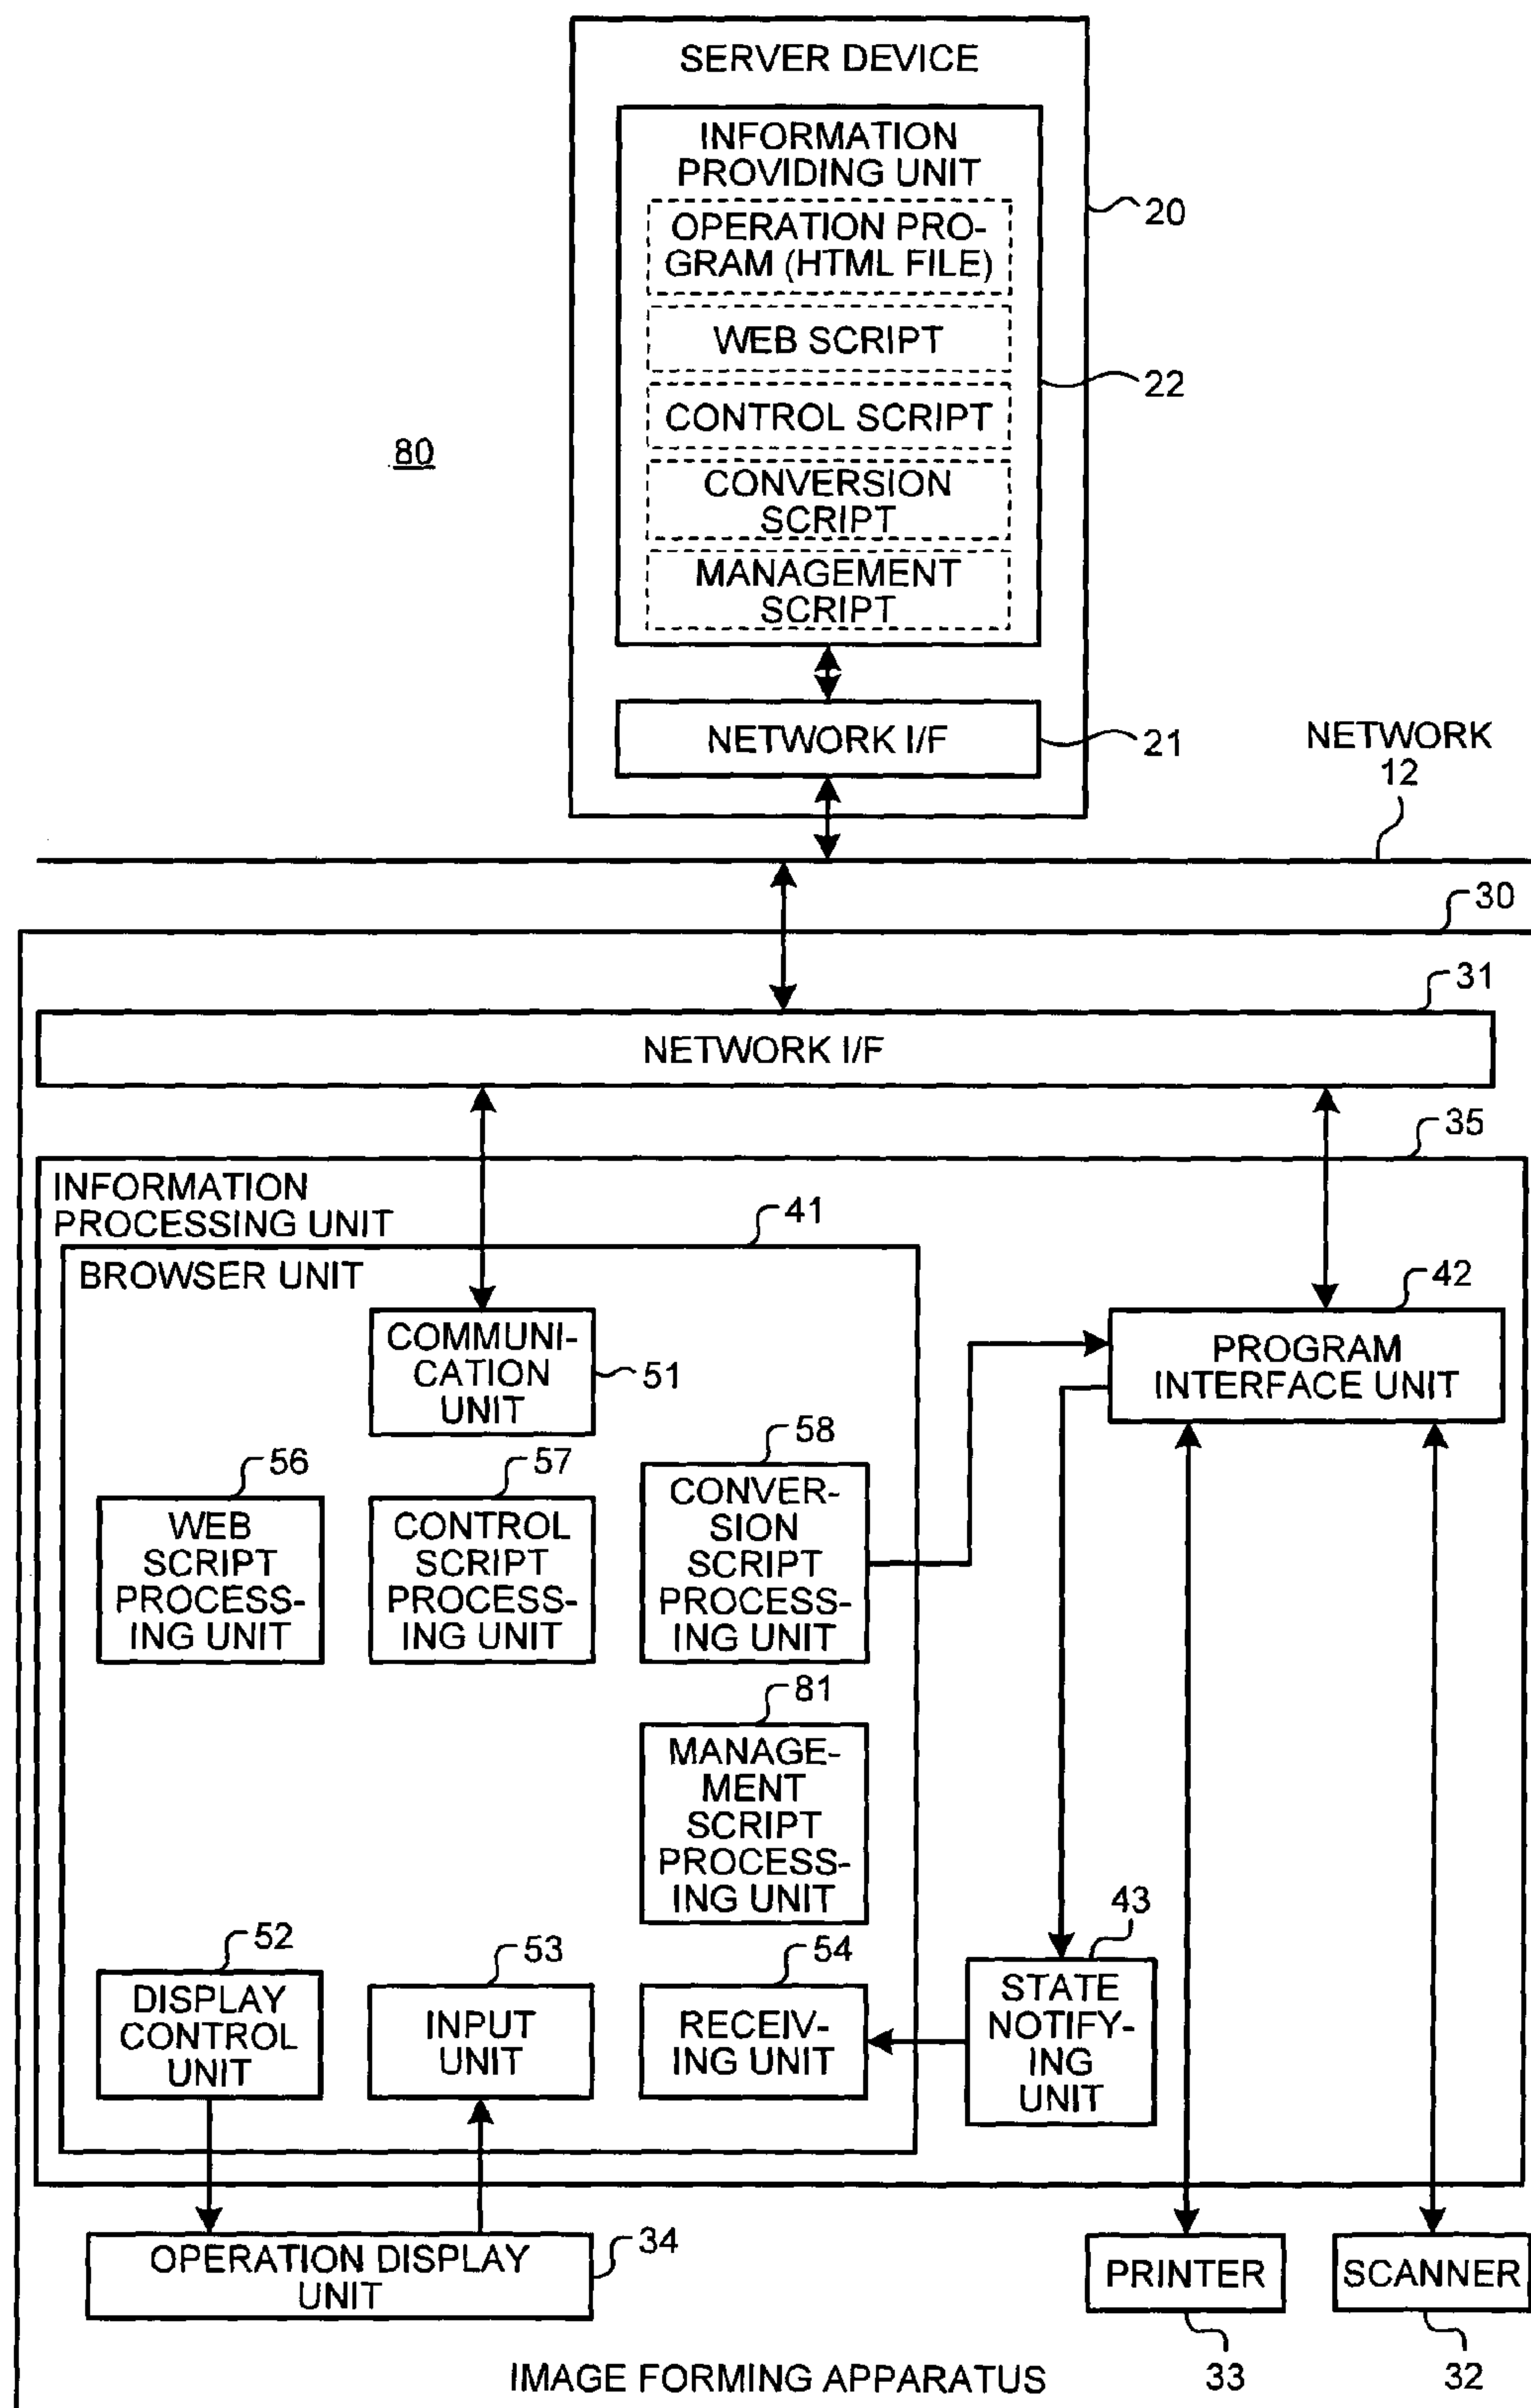 SERVER DEVICE
INFORMATION
PROVIDING UNIT
OPERATION PRO-
GRAM (HTML FILE)
20
WEB SCRIPT
22
CONTROL SCRIPT
80
CONVERSION
SCRIPT
MANAGEMENT
SCRIPT
NETWORK I/F
21
NETWORK
12
30
31
NETWORK I/F
35
INFORMATION
PROCESSING UNIT
41
BROWSER UNIT
42
COMMUNI-
CATION
UNIT
51
PROGRAM
INTERFACE UNIT
56
WEB
SCRIPT
PROCESS-
ING UNIT
57
CONTROL
SCRIPT
PROCESS-
ING UNIT
58
CONVER-
SION
SCRIPT
PROCESS-
ING UNIT
81
MANAGE-
MENT
SCRIPT
PROCESS-
ING UNIT
52
DISPLAY
CONTROL
UNIT
53
INPUT
UNIT
54
RECEIV-
ING UNIT
43
STATE
NOTIFY-
ING
UNIT
34
OPERATION DISPLAY
UNIT
PRINTER
33
SCANNER
32
IMAGE FORMING APPARATUS